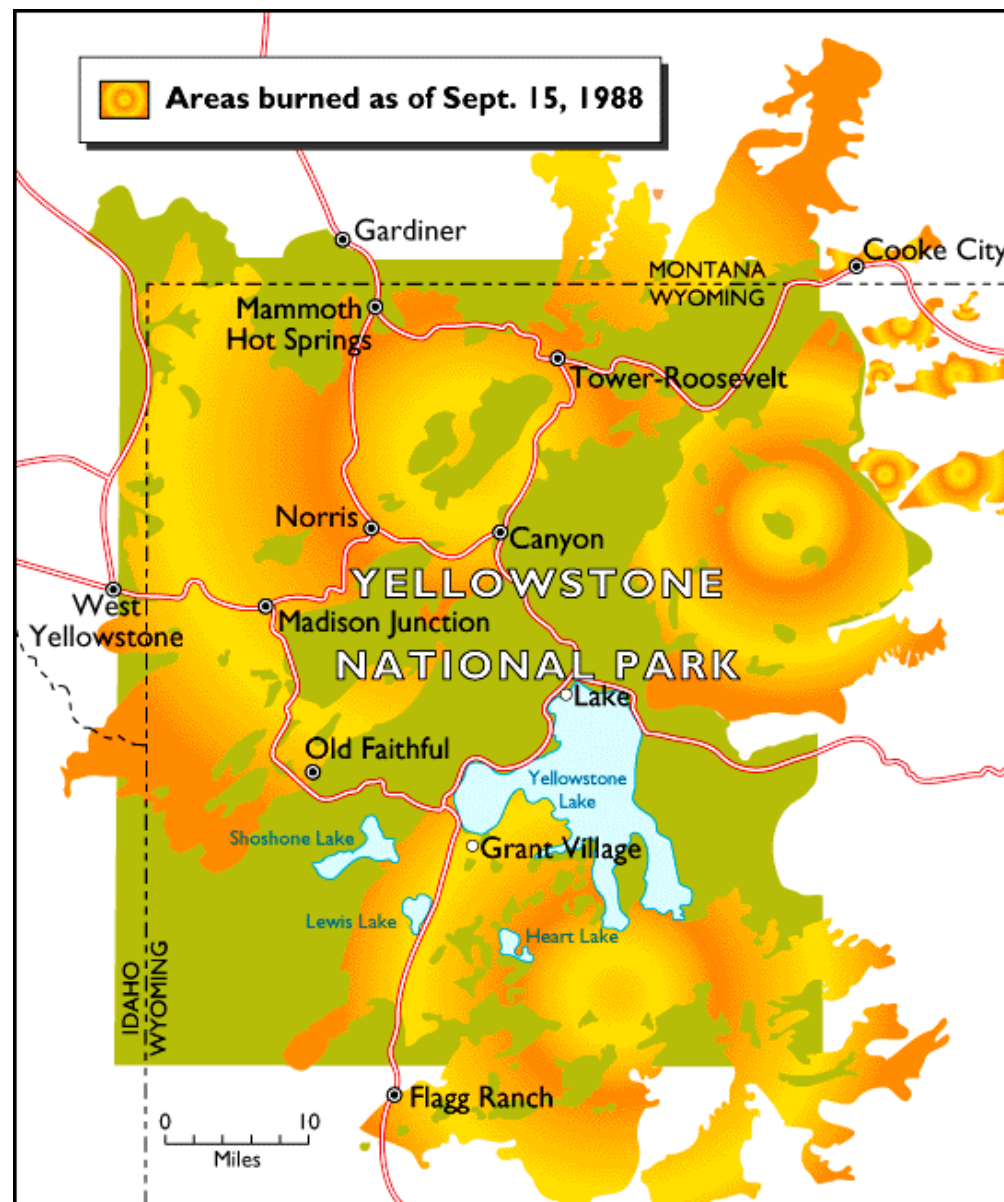 Areas burned as of Sept. 15, 1988
Gardiner
Cooke City
MONTANA
WYOMING
Mammoth
Hot Springs
Tower-Roosevelt
Norris
Canyon
YELLOWSTONE
West
Yellowstone
Madison Junction
NATIONAL PARK
Lake
Old Faithful
Yellowstone
Lake
Shoshone Lake
Grant Village
Lewis Lake
Heart Lake
IDAHO
WYOMING
Flagg Ranch
0 10
Miles